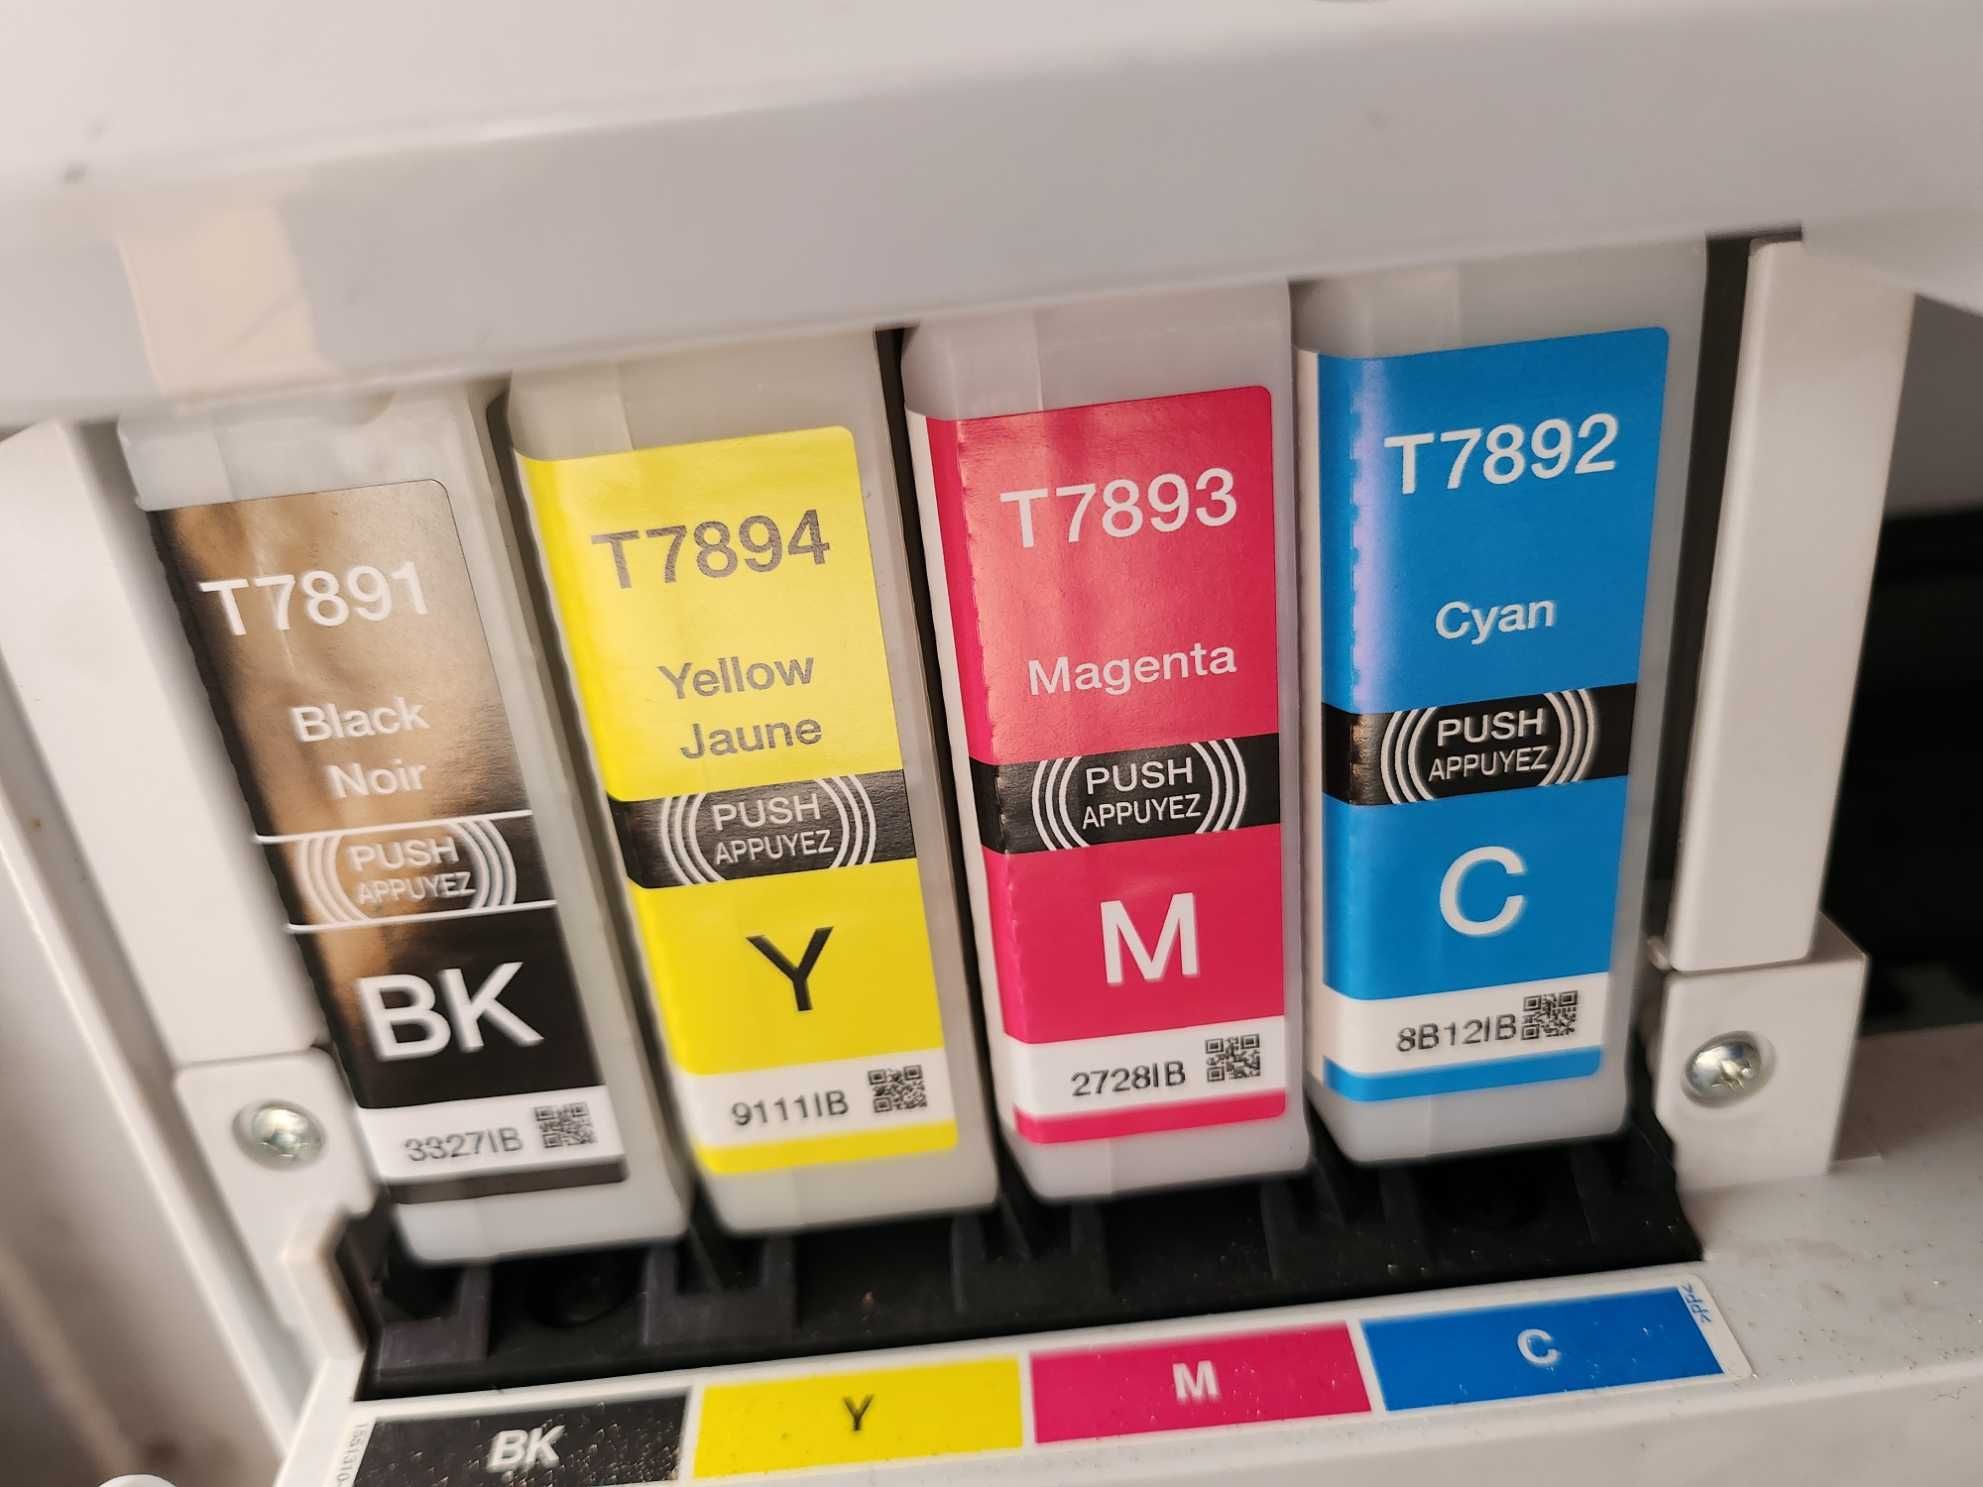 T7891
Black
Noir
PUSH
APPUYEZ
BK
3327IB
T7894
Yellow
Jaune
PUSH
APPUYEZ
Y
9111IB
T7893
Magenta
PUSH
APPUYEZ
M
2728IB
T7892
Cyan
PUSH
APPUYEZ
C
8B12IB
BK
Y
M
C